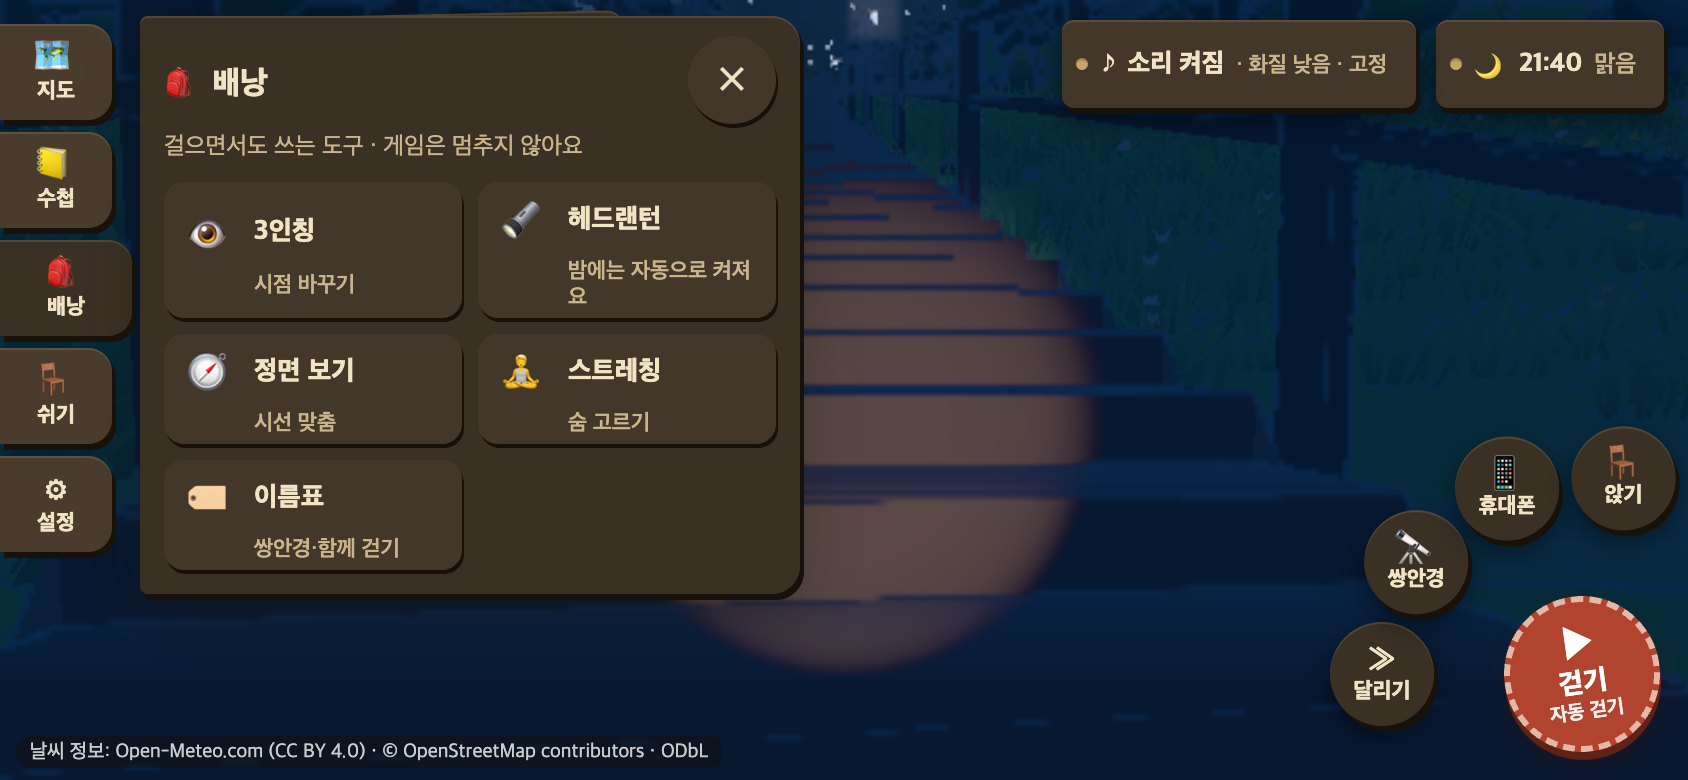 지도
수첩
배낭
쉬기
설정
배낭
걸으면서도 쓰는 도구 · 게임은 멈추지 않아요
3인칭
시점 바꾸기
헤드랜턴
밤에는 자동으로 켜져
요
정면 보기
시선 맞춤
스트레칭
숨 고르기
이름표
쌍안경·함께 걷기
♪ 소리 켜짐 · 화질 낮음 · 고정
21:40 맑음
휴대폰
앉기
쌍안경
달리기
걷기
자동 걷기
날씨 정보: Open-Meteo.com (CC BY 4.0) · © OpenStreetMap contributors · ODbL